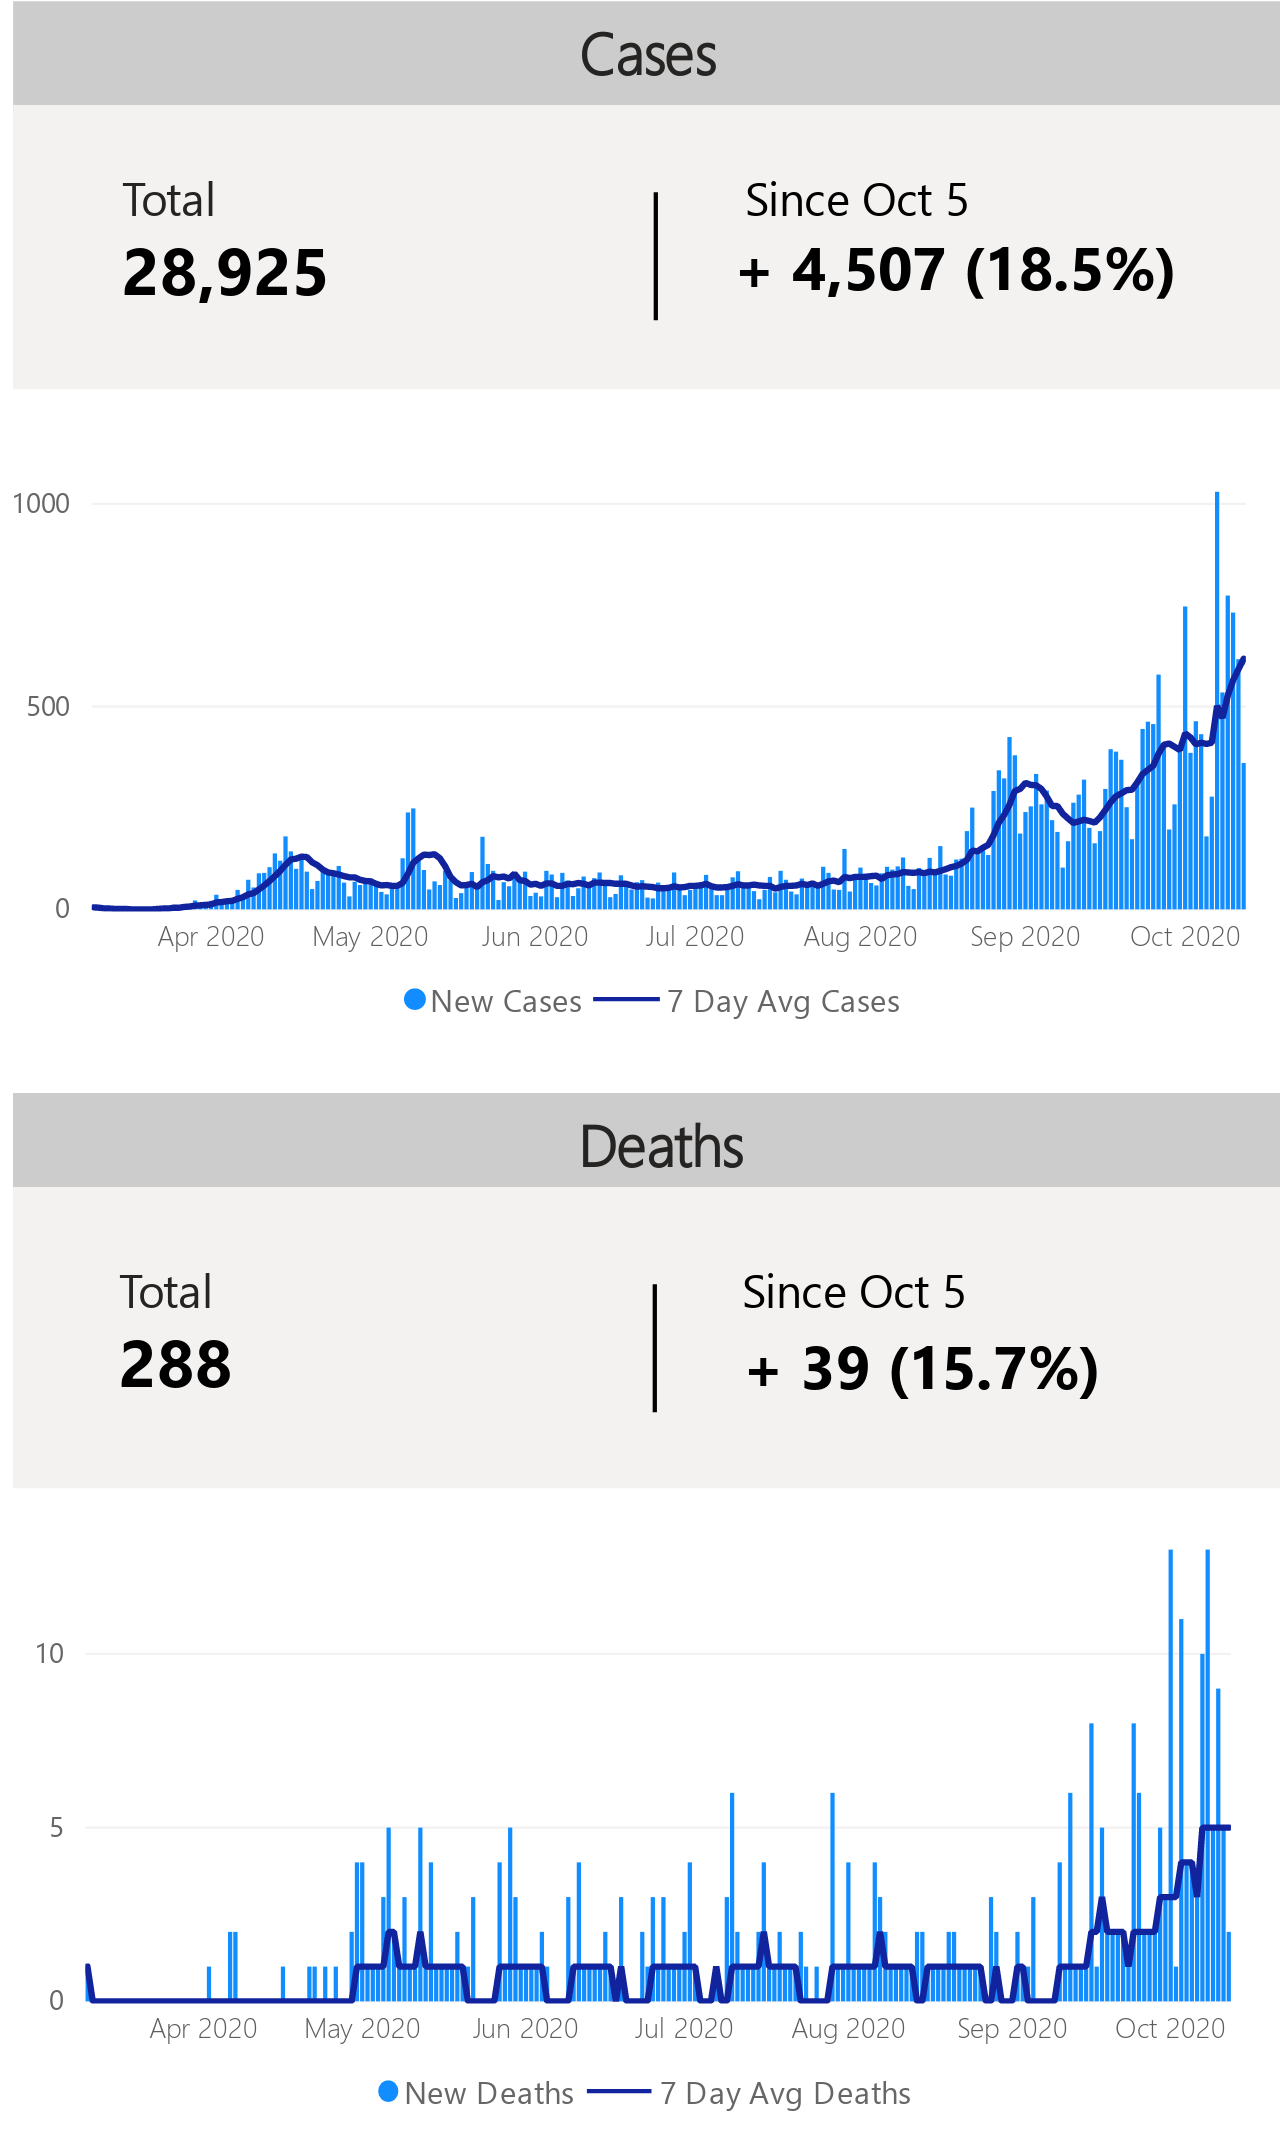 Cases
Total
28,925
Since Oct 5
+ 4,507 (18.5%)
1000
500
0
Apr 2020 May 2020 Jun 2020 Jul 2020 Aug 2020 Sep 2020 Oct 2020
New Cases 7 Day Avg Cases
Deaths
Total
288
Since Oct 5
+ 39 (15.7%)
10
5
0
Apr 2020 May 2020 Jun 2020 Jul 2020 Aug 2020 Sep 2020 Oct 2020
New Deaths 7 Day Avg Deaths